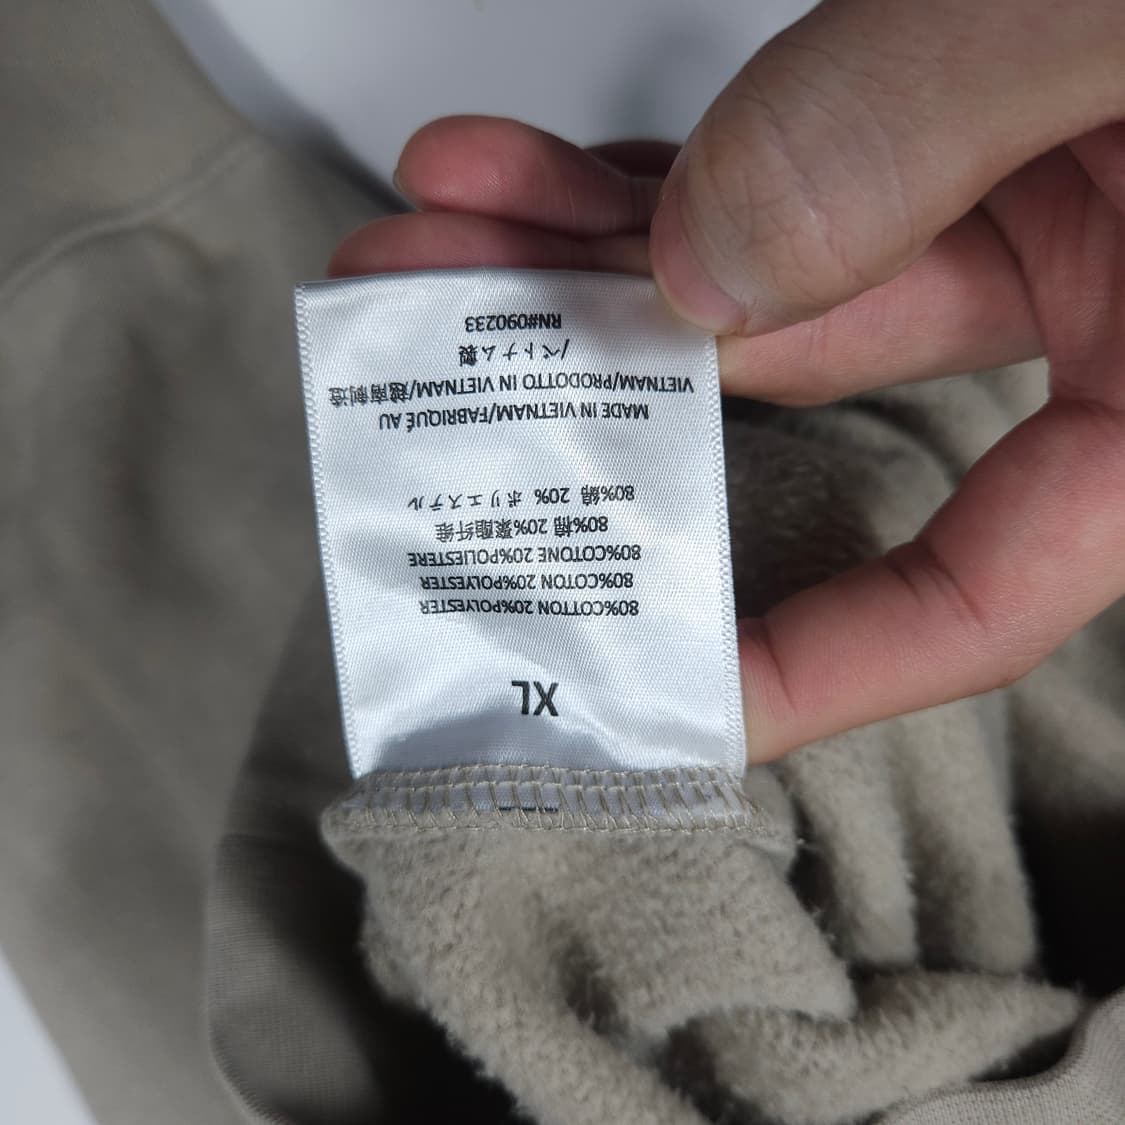 XL
80%COTTON 20%POLYESTER
80%COTON 20%POLYESTER
80%COTONE 20%POLIESTERE
80%棉 20%聚酯纤维
80%綿 20% ポリエステル
MADE IN VIETNAM/FABRIQUÉ AU
VIETNAM/PRODOTTO IN VIETNAM/越南制造
/ベトナム製
RN#090233